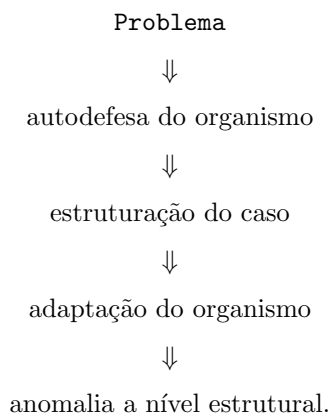 Problema
⇓
autodefesa do organismo
⇓
estruturação do caso
⇓
adaptação do organismo
⇓
anomalia a nível estrutural.